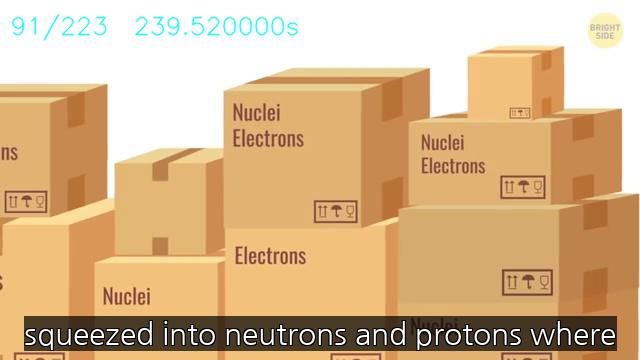 91/223 239.520000s
BRIGHT
SIDE
Nuclei
Electrons
Nuclei
Electrons
ns
Electrons
Nuclei
Nuclei
squeezed into neutrons and protons where